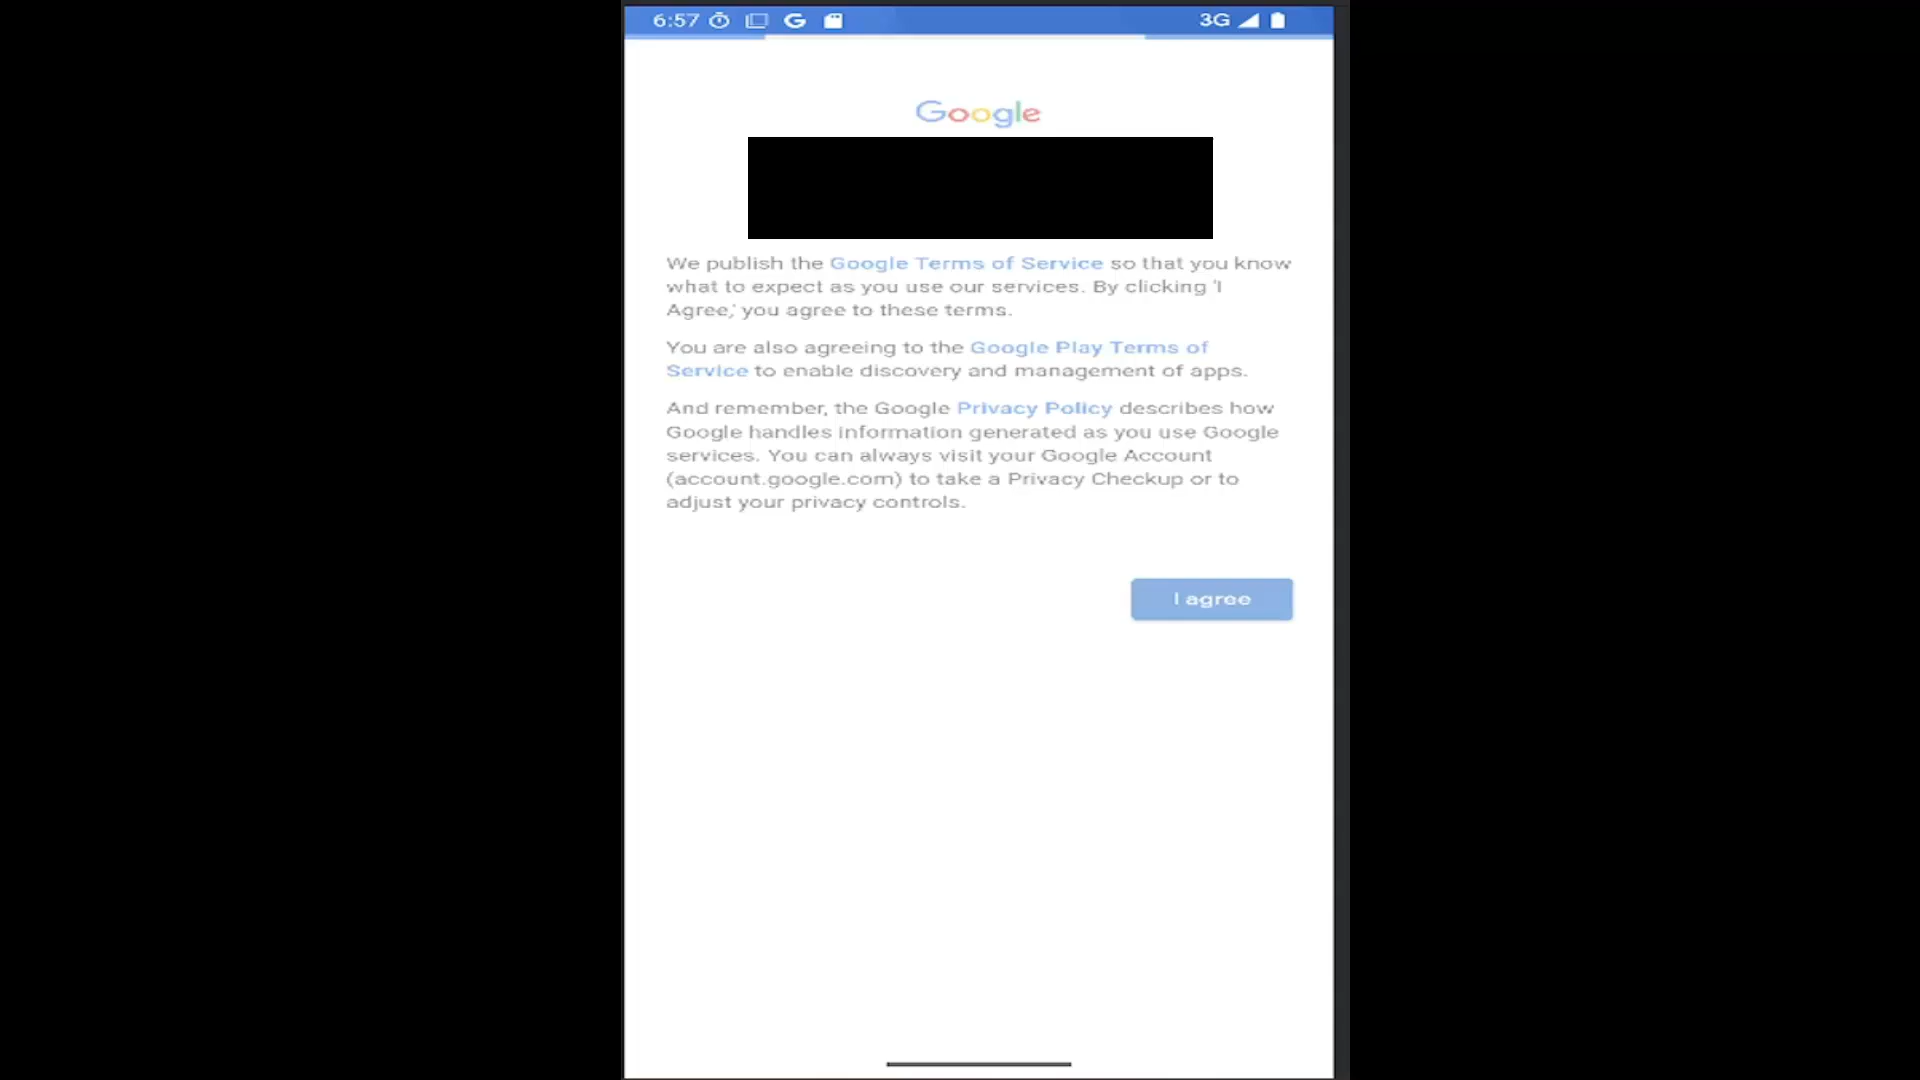 6:57 G 3G
Google
We publish the Google Terms of Service so that you know
what to expect as you use our services. By clicking 'I
Agree,' you agree to these terms.
You are also agreeing to the Google Play Terms of
Service to enable discovery and management of apps.
And remember, the Google Privacy Policy describes how
Google handles information generated as you use Google
services. You can always visit your Google Account
(account.google.com) to take a Privacy Checkup or to
adjust your privacy controls.
I agree